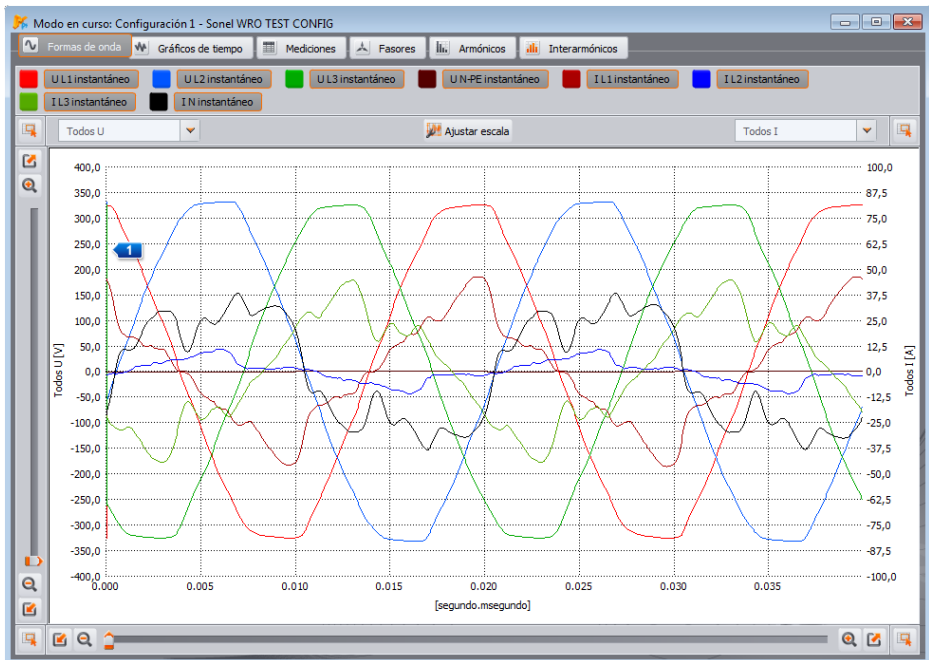 Modo en curso: Configuración 1 - Sonel WRO TEST CONFIG
Formas de onda Gráficos de tiempo Mediciones Fasores Armónicos Interarmónicos
U L1 instantáneo U L2 instantáneo U L3 instantáneo U N-PE instantáneo I L1 instantáneo I L2 instantáneo
I L3 instantáneo I N instantáneo
Todos U Ajustar escala Todos I
400,0 100,0
350,0 87,5
300,0 75,0
250,0 1 62,5
200,0 50,0
150,0 37,5
100,0 25,0
50,0 12,5
0,0 0,0
-50,0 -12,5
-100,0 -25,0
-150,0 -37,5
-200,0 -50,0
-250,0 -62,5
-300,0 -75,0
-350,0 -87,5
-400,0 -100,0
Todos U [V]
Todos I [A]
0.000 0.005 0.010 0.015 0.020 0.025 0.030 0.035
[segundo.msegundo]